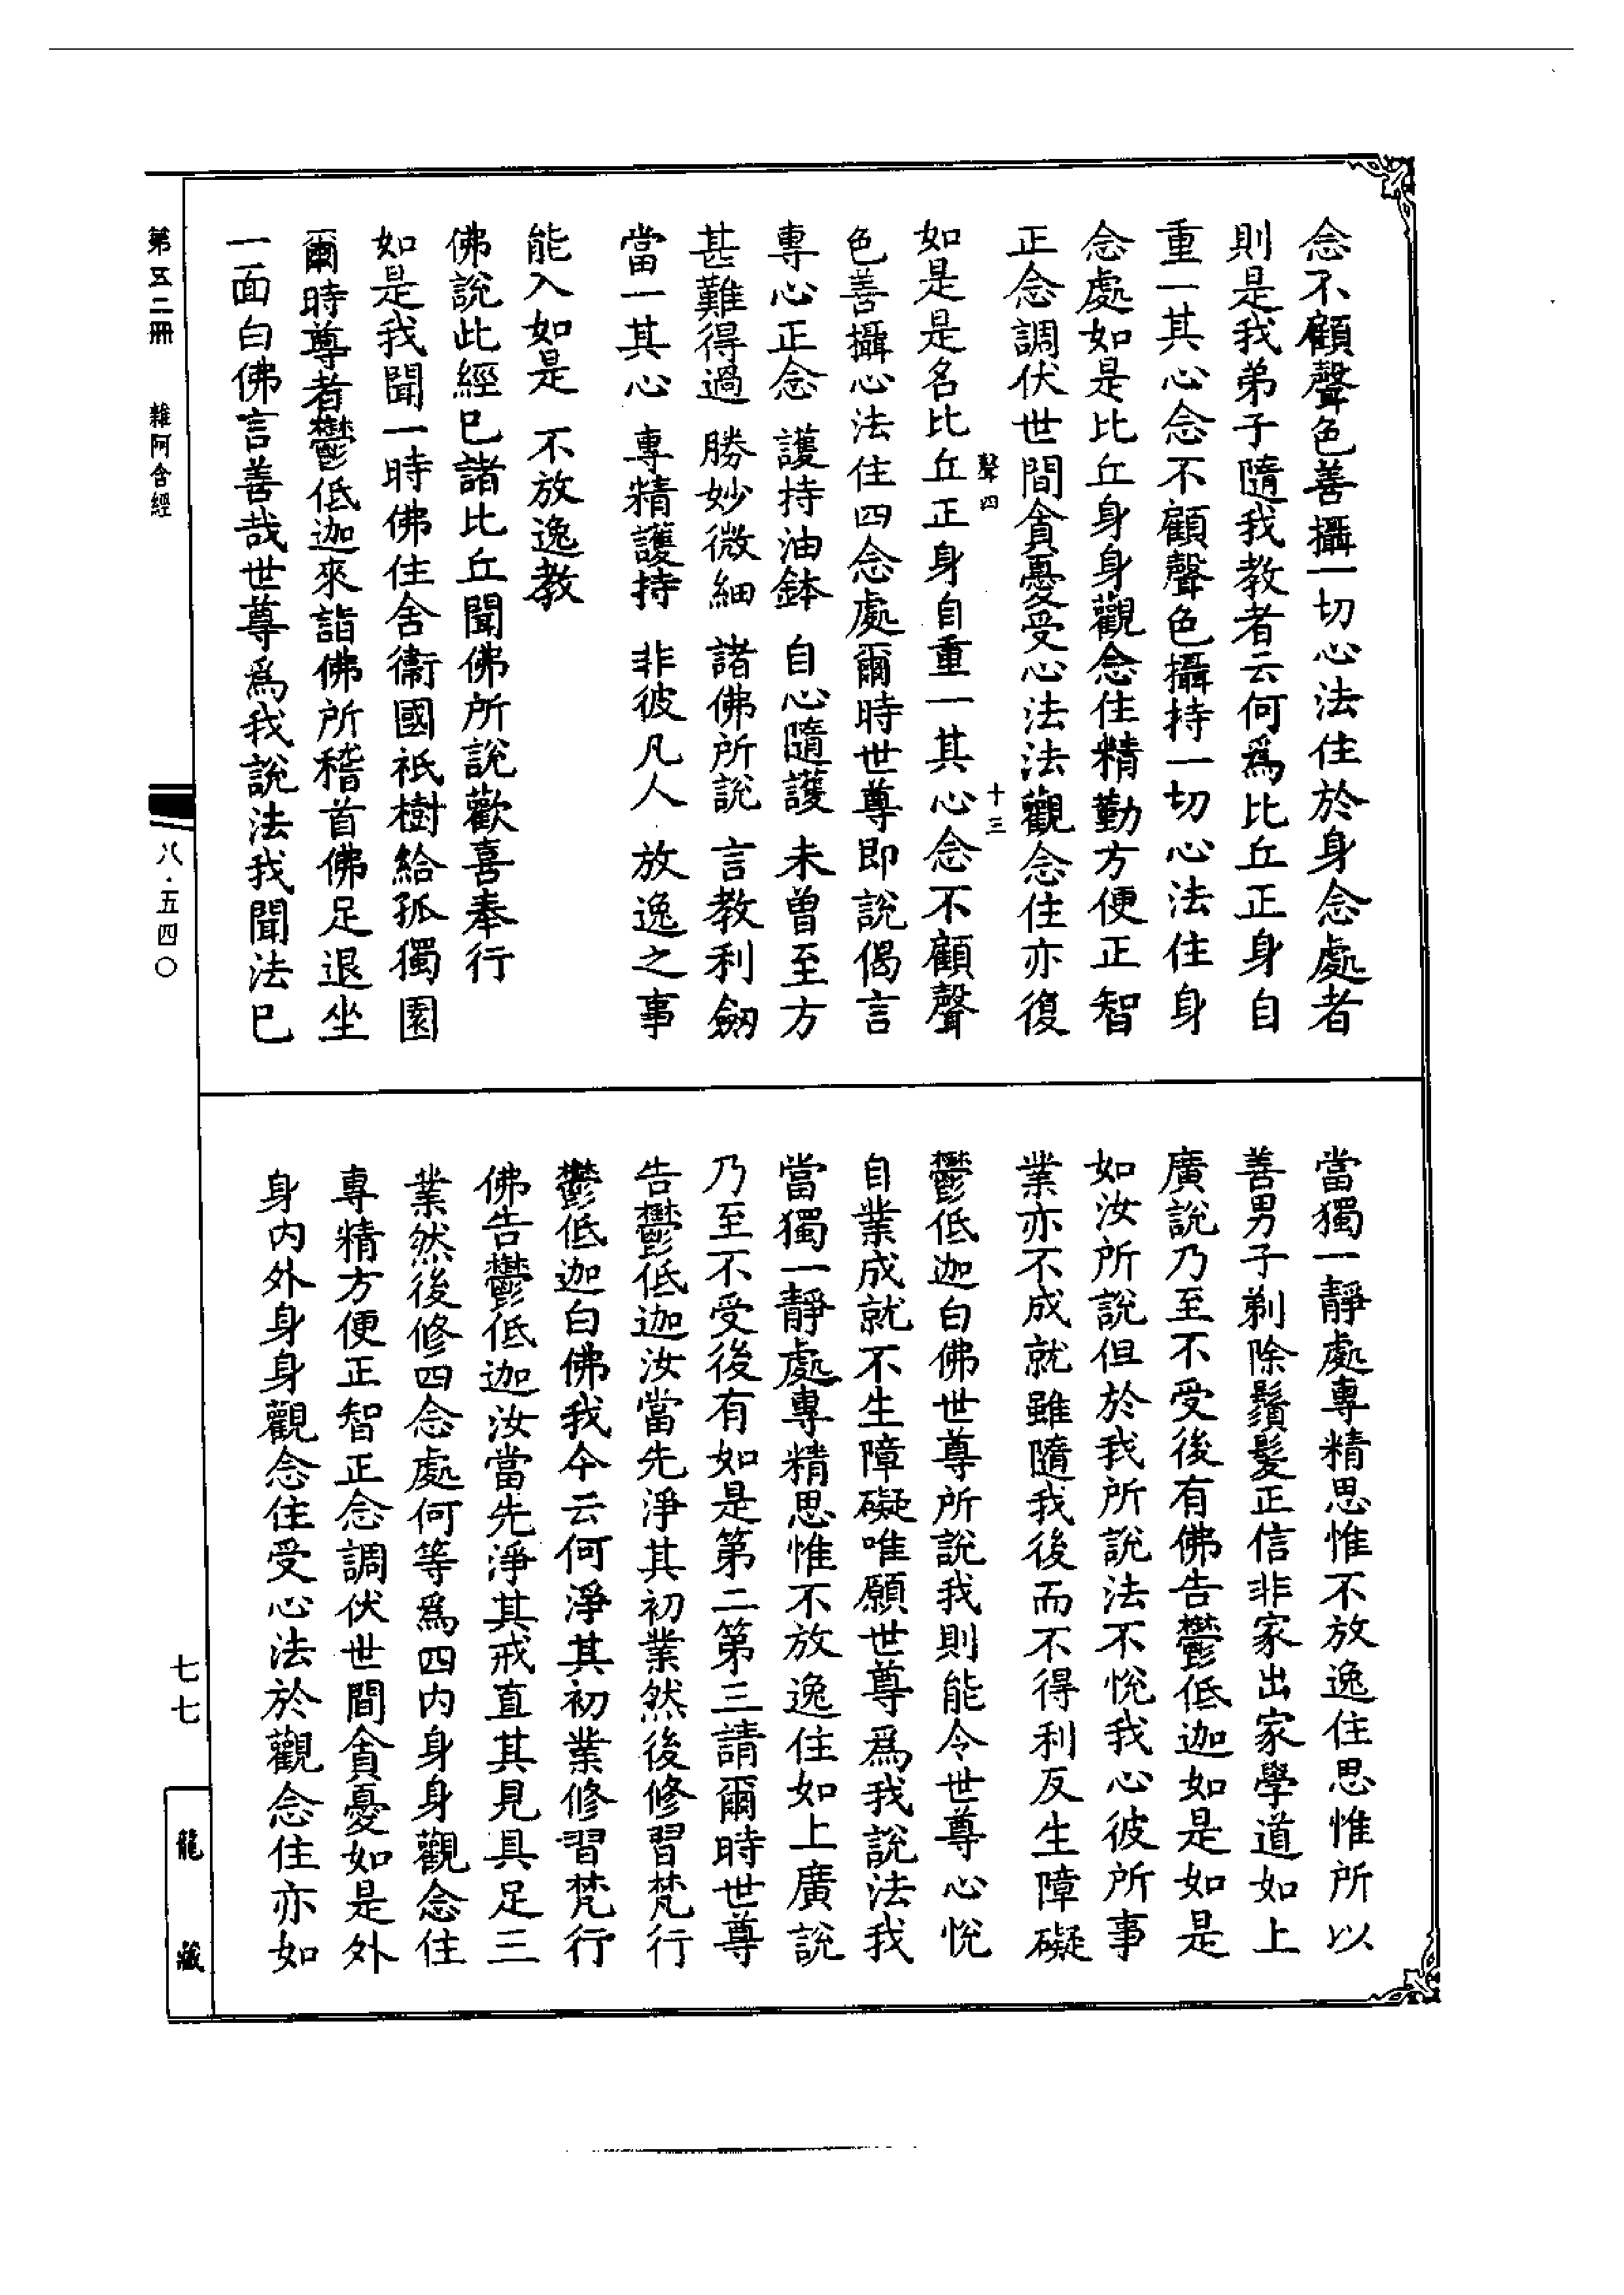 念不顧聲色善攝一切心法住於身念處者
則是我弟子隨我教者云何為比丘正身自
重一其心念不顧聲色攝持一切心法住身
念處如是比丘身身觀念住精勤方便正智
正念調伏世間貪憂受心法法觀念住亦復
聲四
十三
如是是名比丘正身自重一其心念不顧聲
色善攝心法住四念處爾時世尊即說偈言
專心正念 護持油鉢 自心隨護 未曾至方
甚難得過 勝妙微細 諸佛所說 言教利劒
當一其心 專精護持 非彼凡人 放逸之事
能入如是 不放逸教
佛說此經已諸比丘聞佛所說歡喜奉行
如是我聞一時佛住舍衛國祇樹給孤獨園
爾時尊者鬱低迦來詣佛所稽首佛足退坐
一面白佛言善哉世尊為我說法我聞法已
當獨一靜處專精思惟不放逸住思惟所以
善男子剃除鬚髮正信非家出家學道如上
廣說乃至不受後有佛告鬱低迦如是如是
如汝所說但於我所說法不悅我心彼所事
業亦不成就雖隨我後而不得利反生障礙
鬱低迦白佛世尊所說我則能令世尊心悅
自業成就不生障礙唯願世尊為我說法我
當獨一靜處專精思惟不放逸住如上廣說
乃至不受後有如是第二第三請爾時世尊
告鬱低迦汝當先淨其初業然後修習梵行
鬱低迦白佛我今云何淨其初業修習梵行
佛告鬱低迦汝當先淨其戒直其見具足三
業然後修四念處何等為四內身身觀念住
專精方便正智正念調伏世間貪憂如是外
身內外身身觀念住受心法於觀念住亦如
第五二冊 雜阿含經
八·五四〇
七七
龍藏